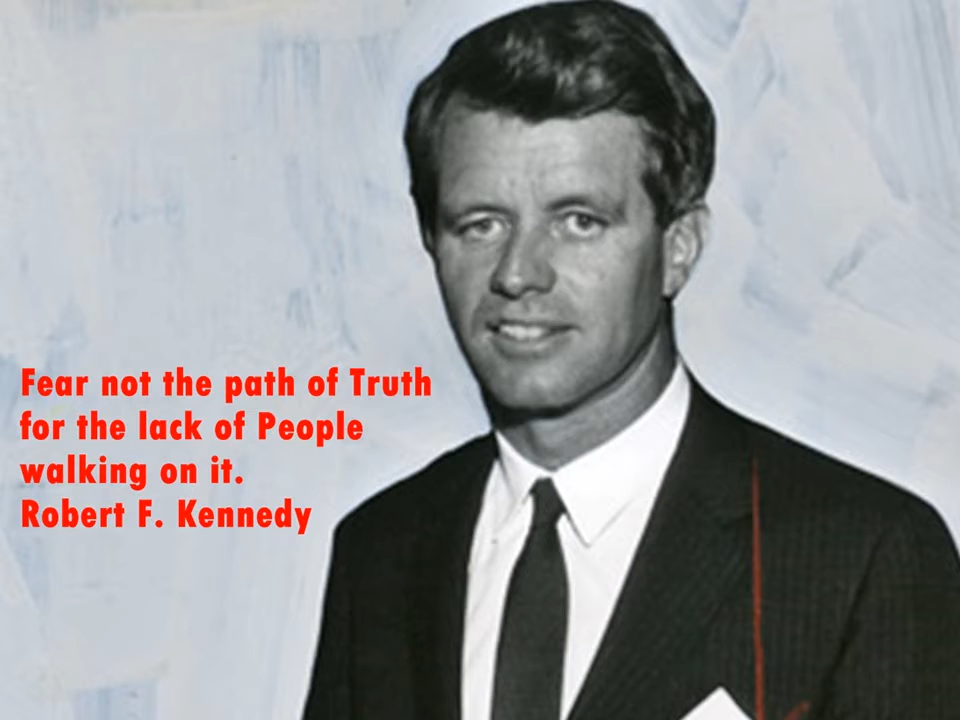 Fear not the path of Truth
for the lack of People
walking on it.
Robert F. Kennedy